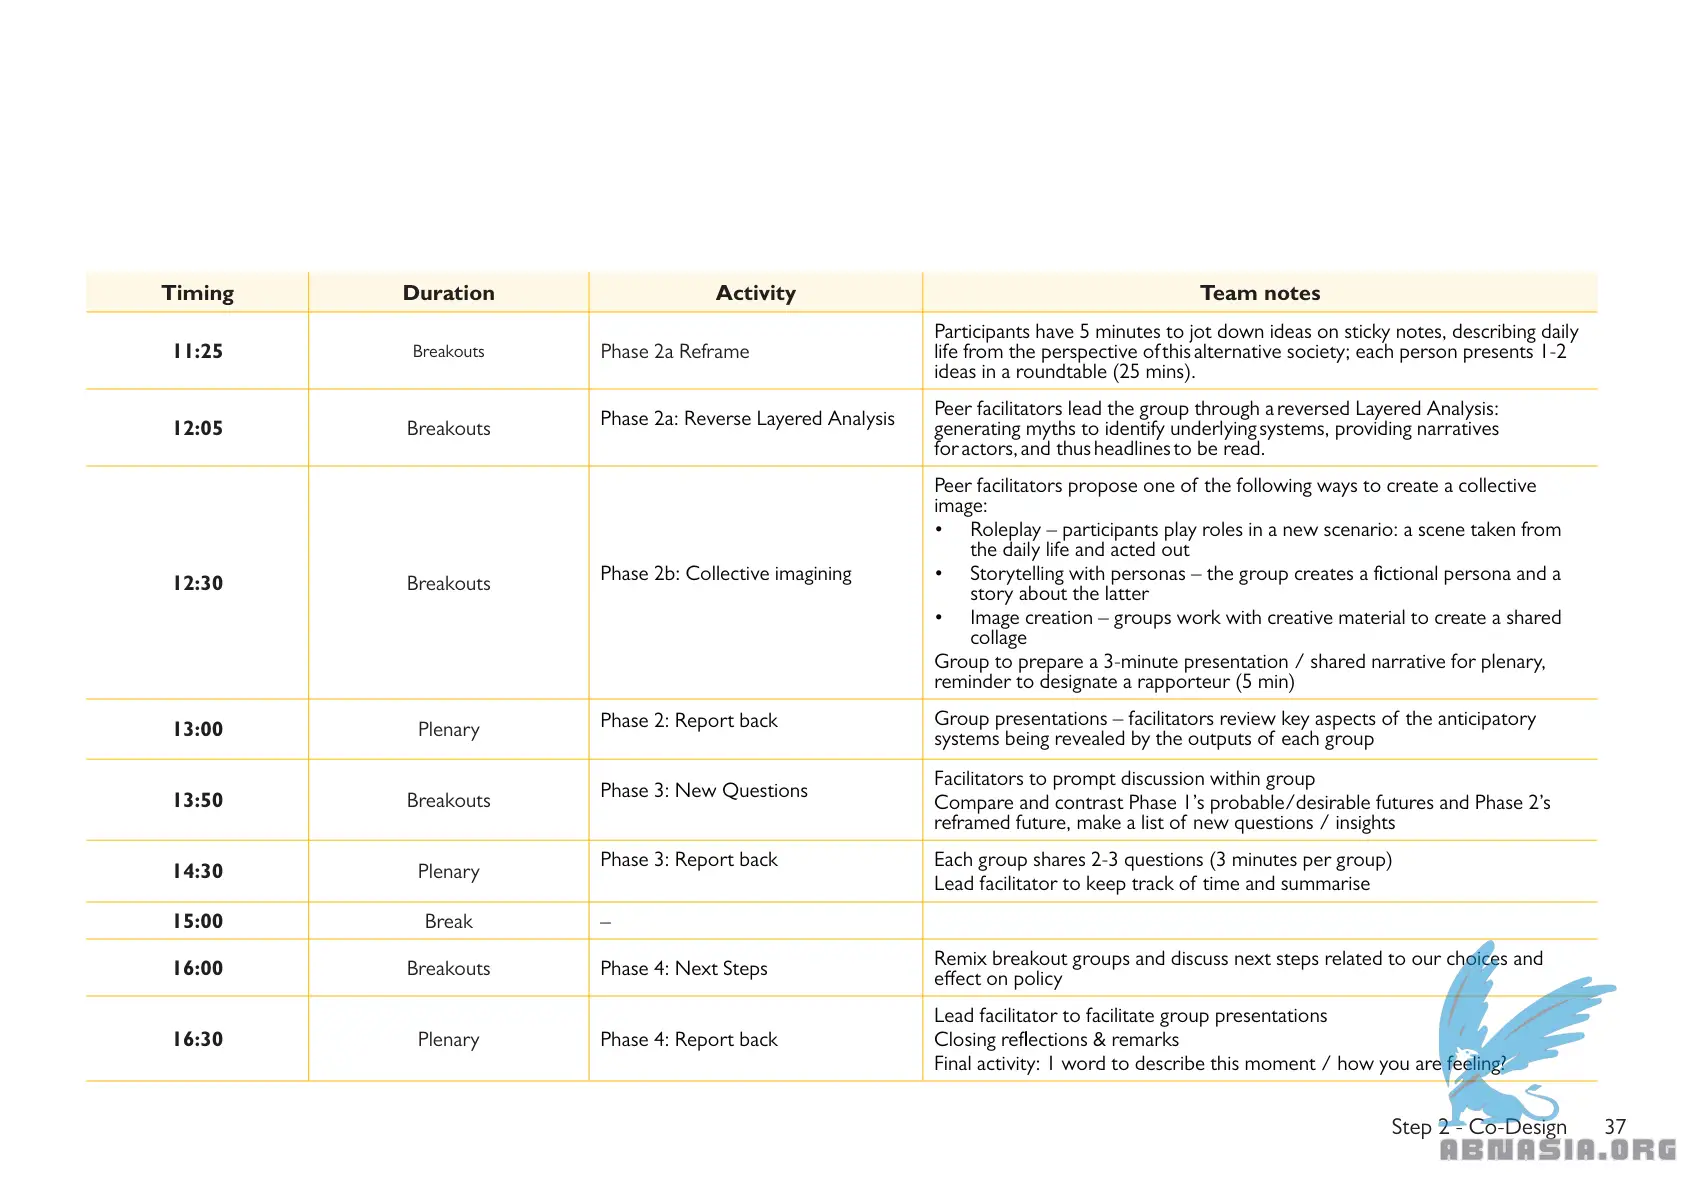 Timing Duration Activity Team notes
11:25 Breakouts Phase 2a Reframe
Participants have 5 minutes to jot down ideas on sticky notes, describing daily
life from the perspective of this alternative society; each person presents 1-2
ideas in a roundtable (25 mins).
12:05 Breakouts Phase 2a: Reverse Layered Analysis
Peer facilitators lead the group through a reversed Layered Analysis:
generating myths to identify underlying systems, providing narratives
for actors, and thus headlines to be read.
12:30 Breakouts Phase 2b: Collective imagining
Peer facilitators propose one of the following ways to create a collective
image:
• Roleplay – participants play roles in a new scenario: a scene taken from
the daily life and acted out
• Storytelling with personas – the group creates a fictional persona and a
story about the latter
• Image creation – groups work with creative material to create a shared
collage
Group to prepare a 3-minute presentation / shared narrative for plenary,
reminder to designate a rapporteur (5 min)
13:00 Plenary Phase 2: Report back
Group presentations – facilitators review key aspects of the anticipatory
systems being revealed by the outputs of each group
13:50 Breakouts Phase 3: New Questions
Facilitators to prompt discussion within group
Compare and contrast Phase 1’s probable/desirable futures and Phase 2’s
reframed future, make a list of new questions / insights
14:30 Plenary Phase 3: Report back
Each group shares 2-3 questions (3 minutes per group)
Lead facilitator to keep track of time and summarise
15:00 Break –
16:00 Breakouts Phase 4: Next Steps
Remix breakout groups and discuss next steps related to our choices and
effect on policy
16:30 Plenary Phase 4: Report back
Lead facilitator to facilitate group presentations
Closing reflections & remarks
Final activity: 1 word to describe this moment / how you are feeling?
Step 2 - Co-Design 37
ABNASIA.ORG